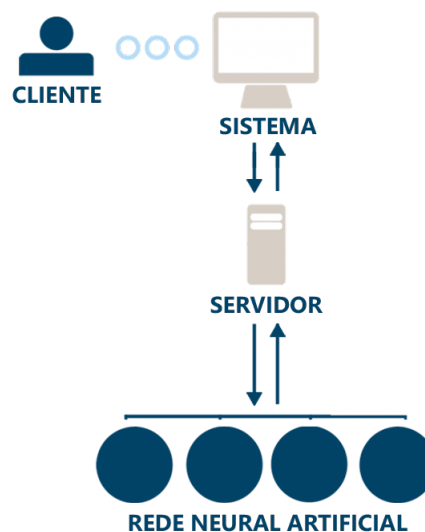 CLIENTE
SISTEMA
SERVIDOR
REDE NEURAL ARTIFICIAL